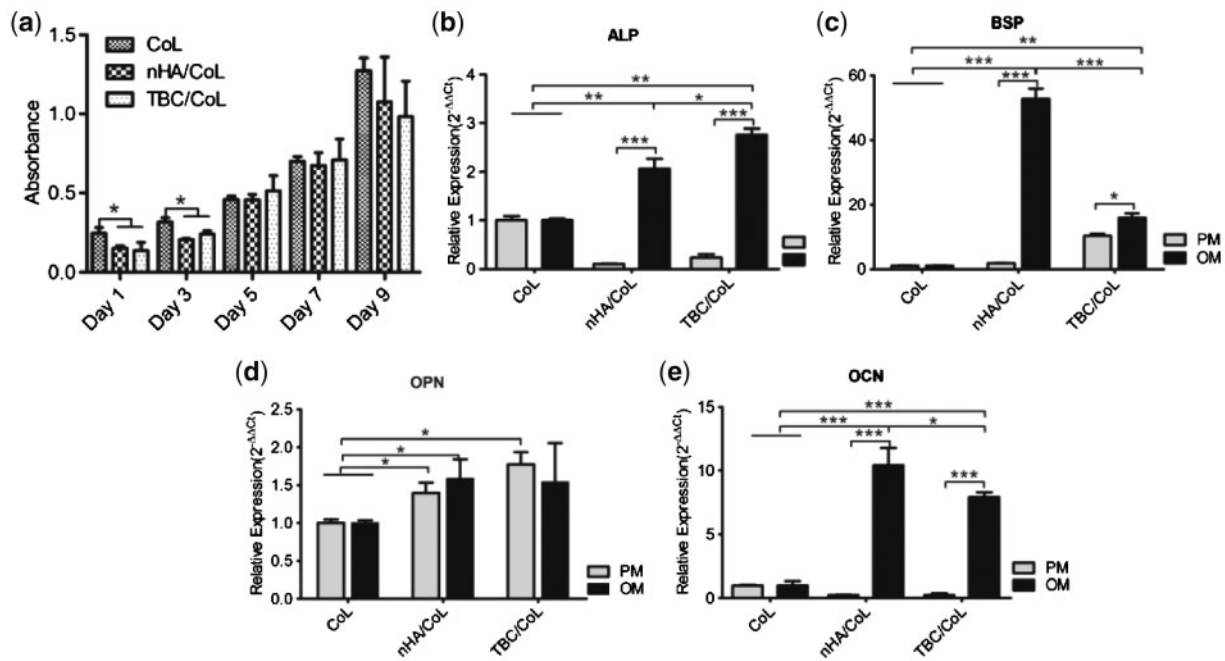 (a)
1.5
1.0
0.5
0.0
Absorbance
CoL
nHA/CoL
TBC/CoL
*
*
Day 1
Day 3
Day 5
Day 7
Day 9
(b)
ALP
Relative Expression(2-ΔΔCt)
4
3
2
1
0
**
**
*
***
***
CoL
nHA/CoL
TBC/CoL
(c)
BSP
Relative Expression(2-ΔΔCt)
60
40
20
0
**
***
***
***
*
PM
OM
CoL
nHA/CoL
TBC/CoL
(d)
OPN
Relative Expression(2-ΔΔCt)
2.5
2.0
1.5
1.0
0.5
0.0
*
*
*
PM
OM
CoL
nHA/CoL
TBC/CoL
(e)
OCN
Relative Expression(2-ΔΔCt)
15
10
5
0
***
***
*
***
***
PM
OM
CoL
nHA/CoL
TBC/CoL